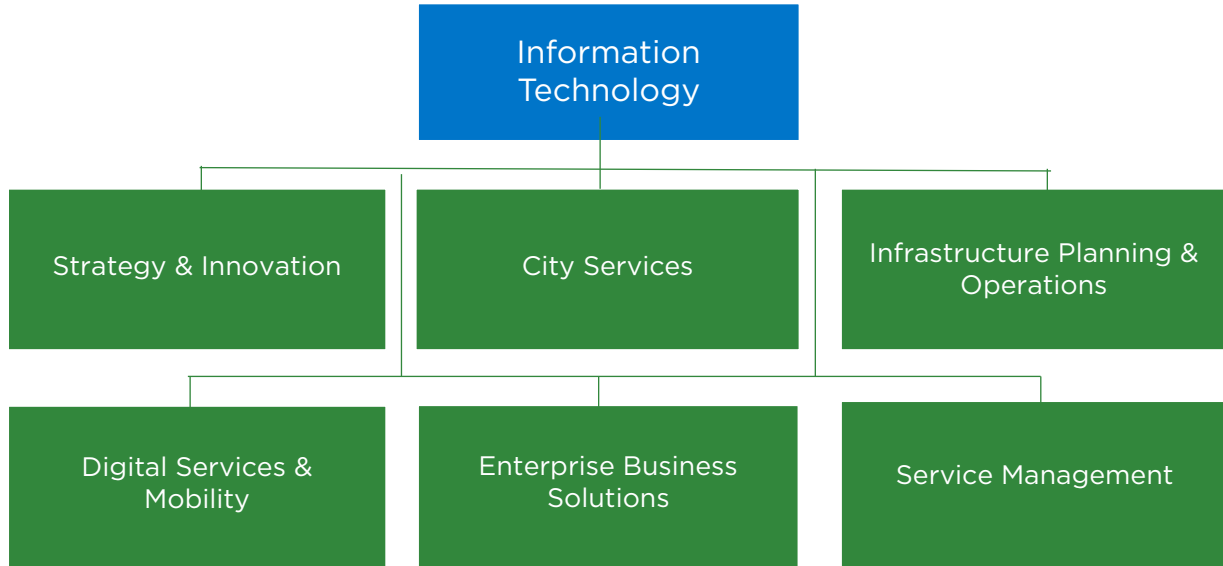 Information
Technology
Strategy & Innovation
City Services
Infrastructure Planning &
Operations
Digital Services &
Mobility
Enterprise Business
Solutions
Service Management